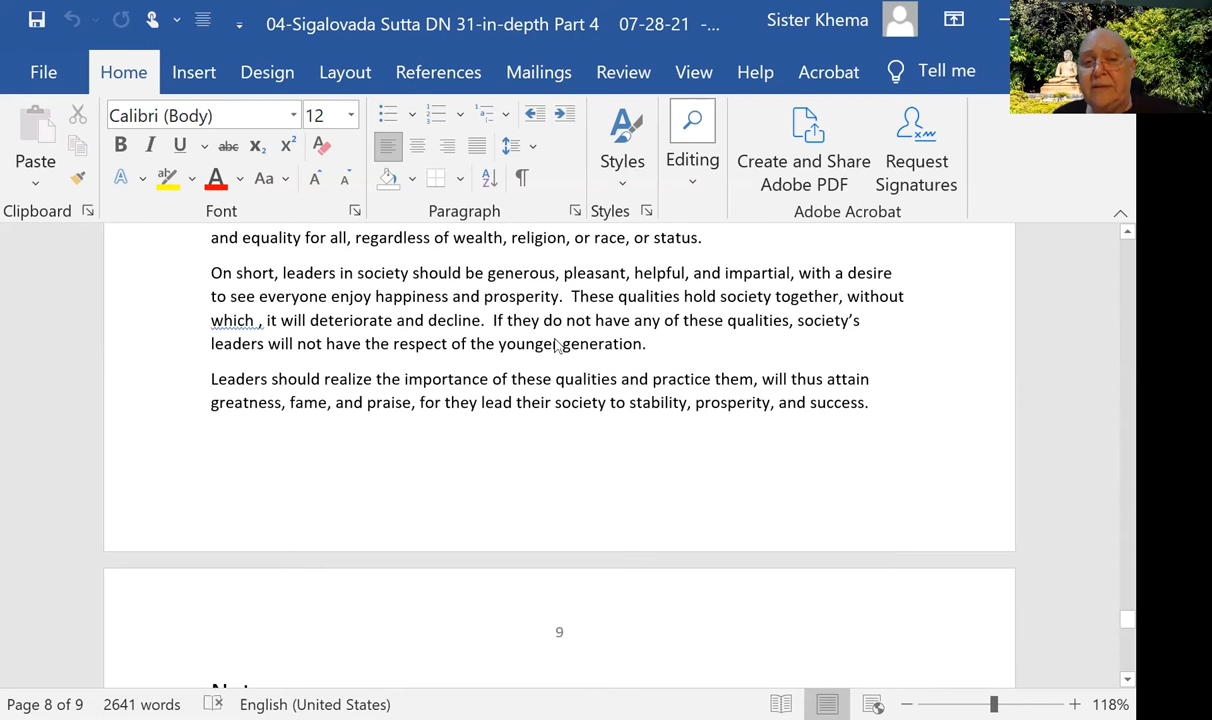 04-Sigalovada Sutta DN 31-in-depth Part 4 07-28-21 -...
Sister Khema
File Home Insert Design Layout References Mailings Review View Help Acrobat Tell me
Calibri (Body) 12
Paste
Styles
Editing
Create and Share Adobe PDF
Request Signatures
Clipboard Font Paragraph Styles Adobe Acrobat
and equality for all, regardless of wealth, religion, or race, or status.
On short, leaders in society should be generous, pleasant, helpful, and impartial, with a desire
to see everyone enjoy happiness and prosperity. These qualities hold society together, without
which , it will deteriorate and decline. If they do not have any of these qualities, society's
leaders will not have the respect of the younger generation.
Leaders should realize the importance of these qualities and practice them, will thus attain
greatness, fame, and praise, for they lead their society to stability, prosperity, and success.
9
Page 8 of 9 2641 words English (United States) 118%